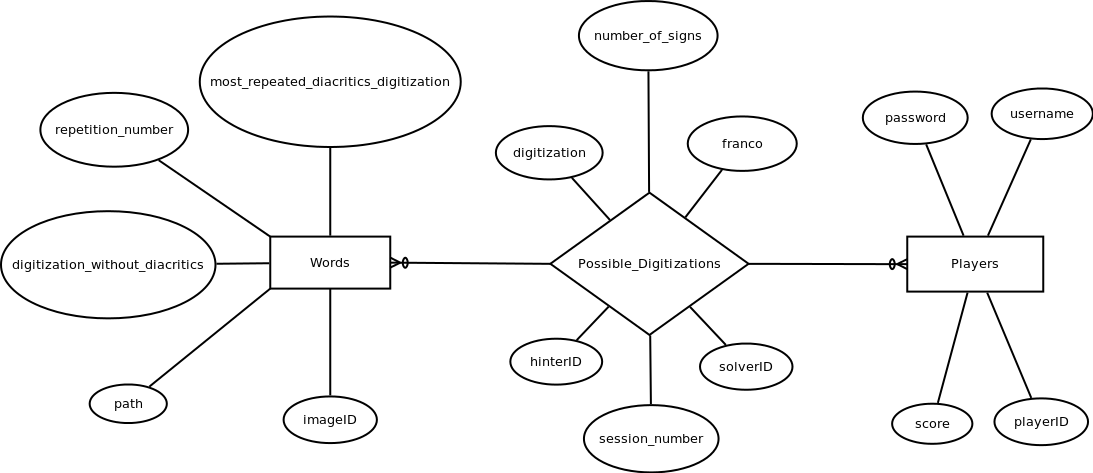 number_of_signs
most_repeated_diacritics_digitization
repetition_number
digitization
franco
password
username
digitization_without_diacritics
Words
Possible_Digitizations
Players
hinterID
solverID
path
imageID
session_number
score
playerID